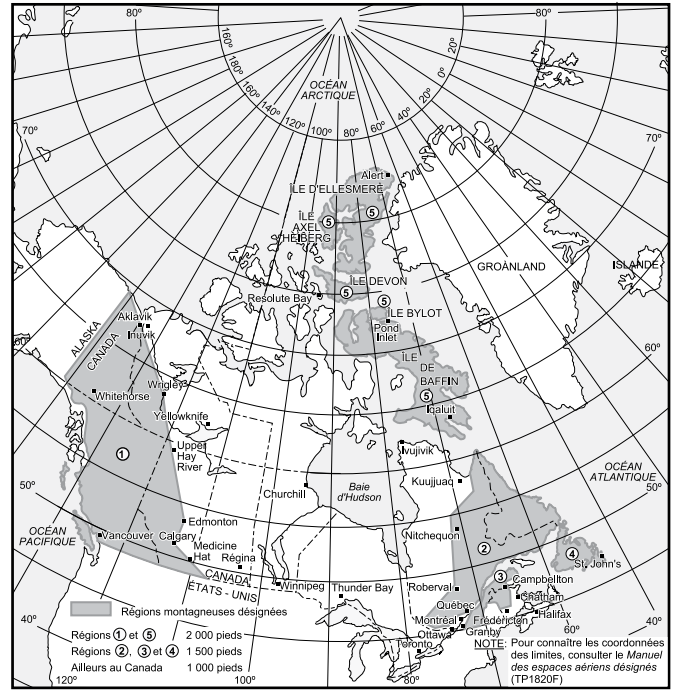 80°
80°
160°
180°
160°
140°
120°
100°
80°
60°
40°
20°
0°
20°
OCÉAN
ARCTIQUE
70°
70°
Alert
ÎLE D'ELLESMERE
ÎLE
AXEL
HEIBERG
5
5
GROÀNLAND
ISLANDE
ÎLE DEVON
Resolute Bay
5
5
ÎLE BYLOT
Pond
Inlet
Aklavik
Inuvik
ALASKA
CANADA
60°
60°
ÎLE
DE
BAFFIN
5
Iqaluit
Wrigley
Whitehorse
Yellowknife
Upper
Hay
River
1
Ivujivik
Kuujjuaq
OCÉAN
ATLANTIQUE
50°
50°
Churchill
Baie
d'Hudson
OCÉAN
PACIFIQUE
Edmonton
Vancouver
Calgary
Medicine
Hat
Régina
Nitchequon
2
4
St. John's
3
Campbellton
CANADA
ÉTATS - UNIS
Winnipeg
Thunder Bay
Roberval
Chatham
Québec
Halifax
Montréal
Frédéricton
Ottawa
Granby
Toronto
40°
60°
Régions montagneuses désignées
Régions 1 et 5 2 000 pieds
Régions 2, 3 et 4 1 500 pieds
Ailleurs au Canada 1 000 pieds
NOTE: Pour connaître les coordonnées
des limites, consulter le Manuel
des espaces aériens désignés
(TP1820F)
120°
100°
80°